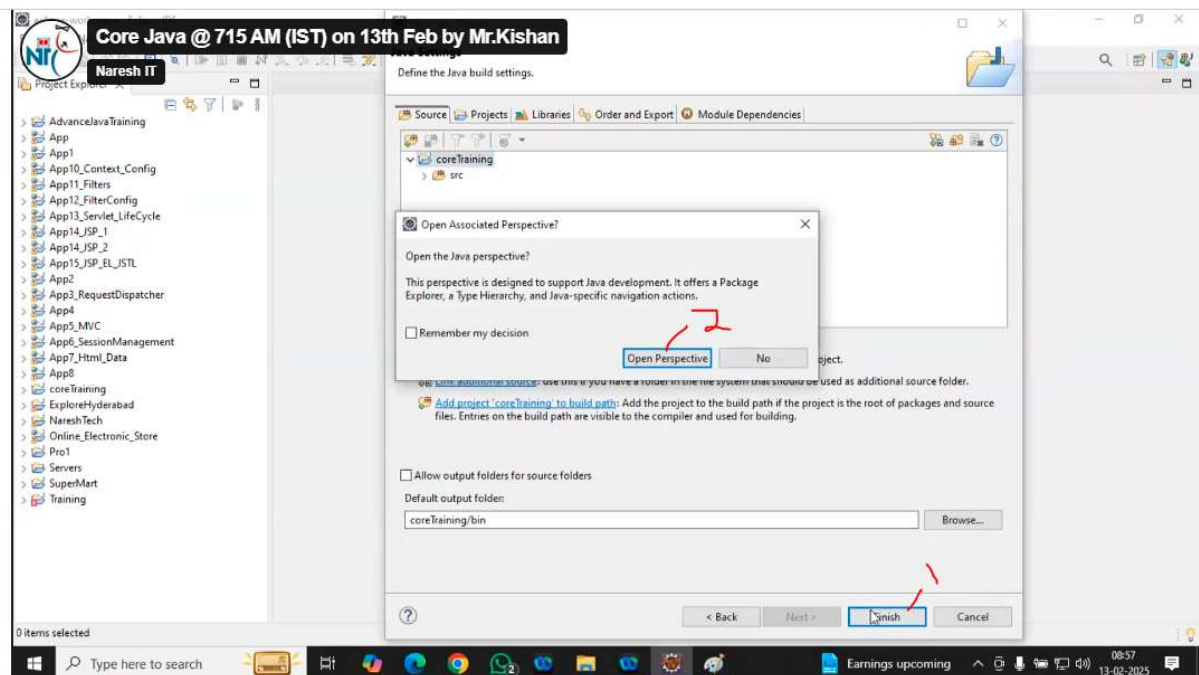 Core Java @ 715 AM (IST) on 13th Feb by Mr.Kishan
Naresh IT
Project Explorer
AdvanceJavaTraining
App
App1
App10_Context_Config
App11_Filters
App12_FilterConfig
App13_Servlet_LifeCycle
App14_JSP_1
App14_JSP_2
App15_JSP_EL_JSTL
App2
App3_RequestDispatcher
App4
App5_MVC
App6_SessionManagement
App7_Html_Data
App8
coreTraining
ExploreHyderabad
NareshTech
Online_Electronic_Store
Pro1
Servers
SuperMart
Training
0 items selected
Java Settings
Define the Java build settings.
Source Projects Libraries Order and Export Module Dependencies
coreTraining
src
Open Associated Perspective?
Open the Java perspective?
This perspective is designed to support Java development. It offers a Package
Explorer, a Type Hierarchy, and Java-specific navigation actions.
2
Remember my decision
Open Perspective No
oject.
Link additional source: use this if you have a folder in the file system that should be used as additional source folder.
Add project 'coreTraining' to build path: Add the project to the build path if the project is the root of packages and source
files. Entries on the build path are visible to the compiler and used for building.
Allow output folders for source folders
Default output folder:
coreTraining/bin Browse...
1
< Back Next > Finish Cancel
Type here to search
2
Earnings upcoming
08:57
13-02-2025